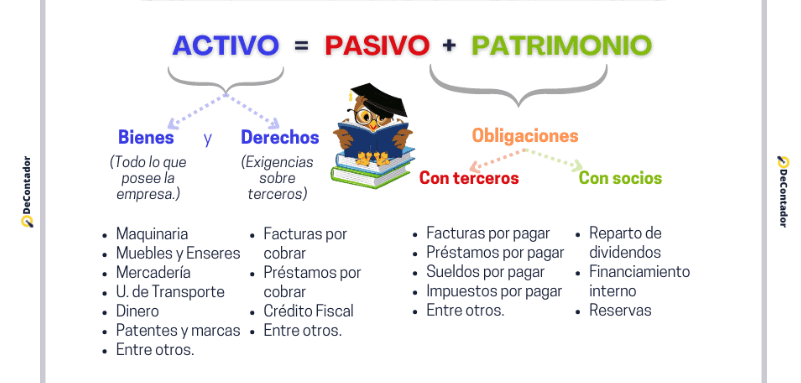 ACTIVO = PASIVO + PATRIMONIO
Bienes y Derechos
(Todo lo que
posee la
empresa.)
(Exigencias
sobre
terceros)
Obligaciones
Con terceros
Con socios
• Maquinaria
• Muebles y Enseres
• Mercadería
• U. de Transporte
• Dinero
• Patentes y marcas
• Entre otros.
• Facturas por
cobrar
• Préstamos por
cobrar
• Crédito Fiscal
• Entre otros.
• Facturas por pagar
• Préstamos por pagar
• Sueldos por pagar
• Impuestos por pagar
• Entre otros.
• Reparto de
dividendos
• Financiamiento
interno
• Reservas
DeContador
DeContador